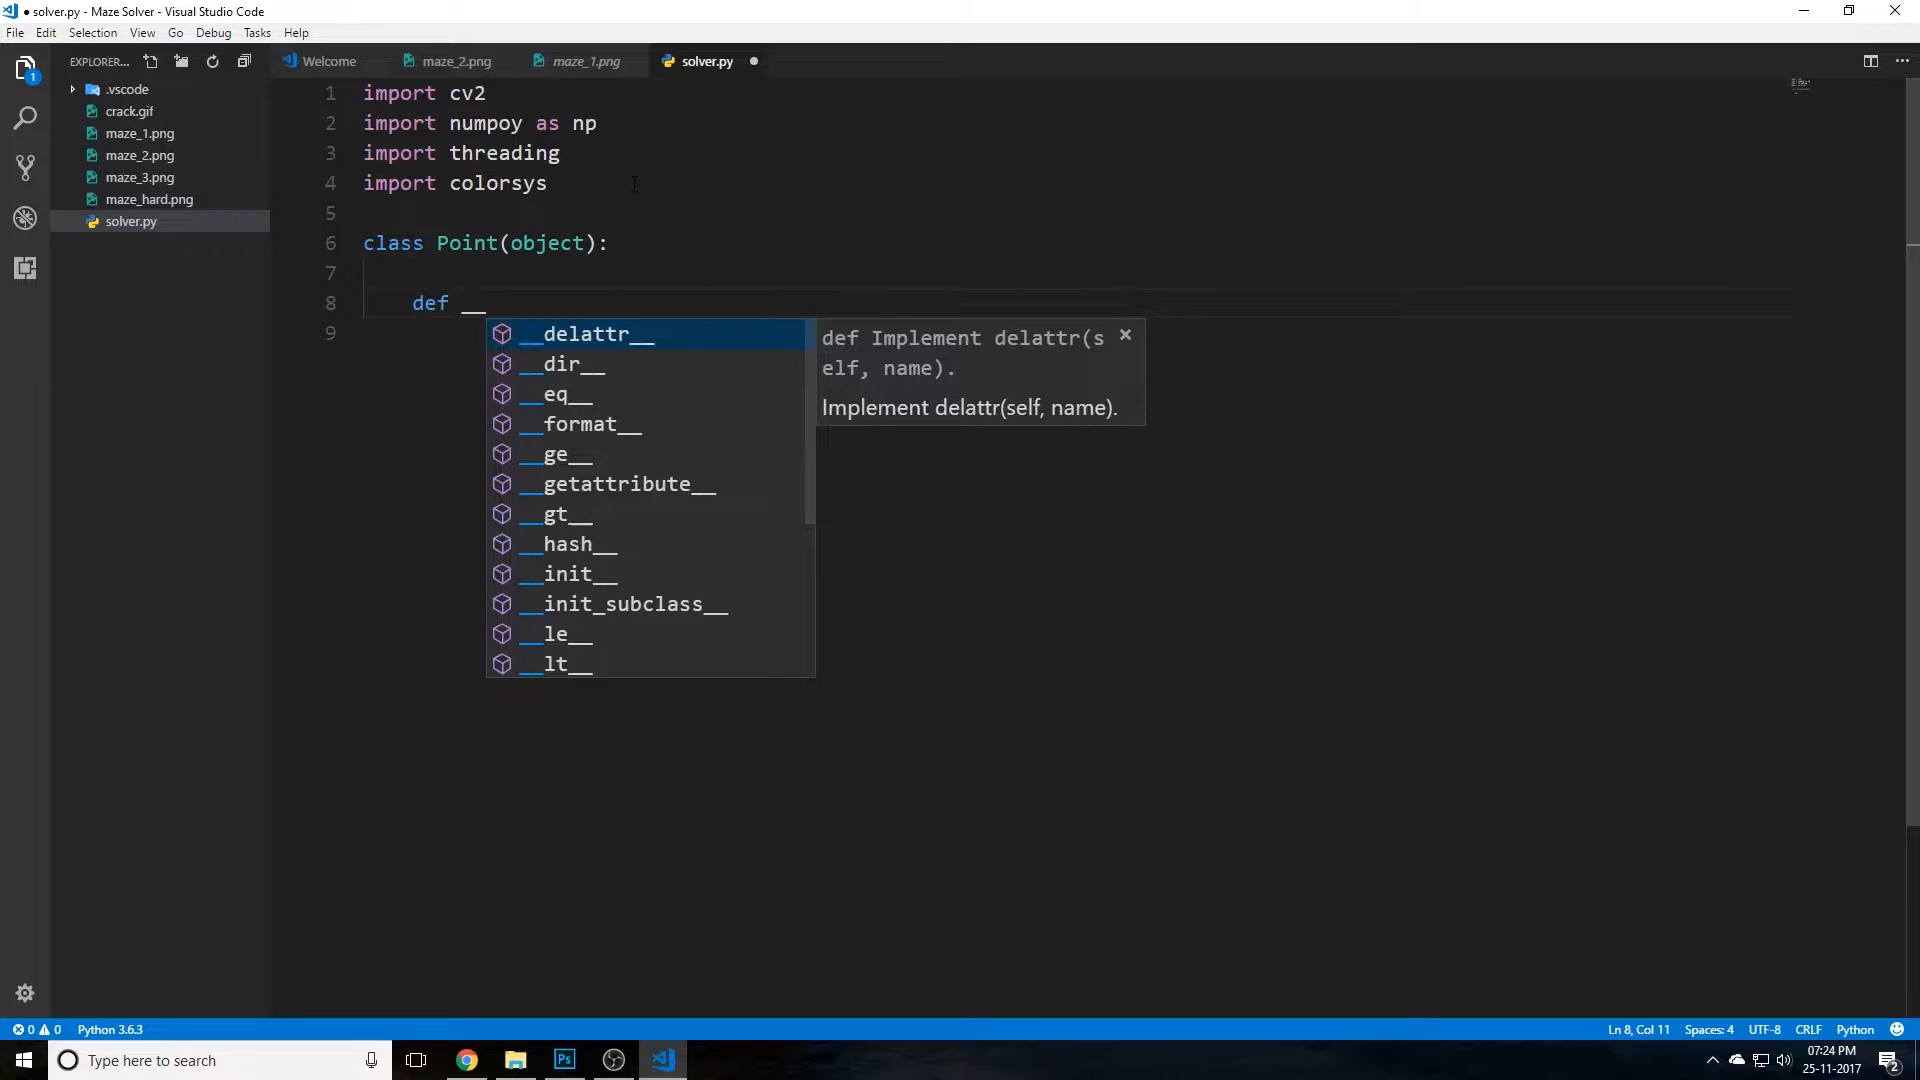 solver.py - Maze Solver - Visual Studio Code
File Edit Selection View Go Debug Tasks Help
EXPLORER...
Welcome
maze_2.png
maze_1.png
solver.py
1
.vscode
crack.gif
maze_1.png
maze_2.png
maze_3.png
maze_hard.png
solver.py
1 import cv2
2 import numpoy as np
3 import threading
4 import colorsys
5
6 class Point(object):
7
8 def __
9
__delattr__
__dir__
__eq__
__format__
__ge__
__getattribute__
__gt__
__hash__
__init__
__init_subclass__
__le__
__lt__
def Implement delattr(s
elf, name).
Implement delattr(self, name).
0 0 Python 3.6.3
Ln 8, Col 11 Spaces: 4 UTF-8 CRLF Python
Type here to search
Ps
07:24 PM
25-11-2017
2